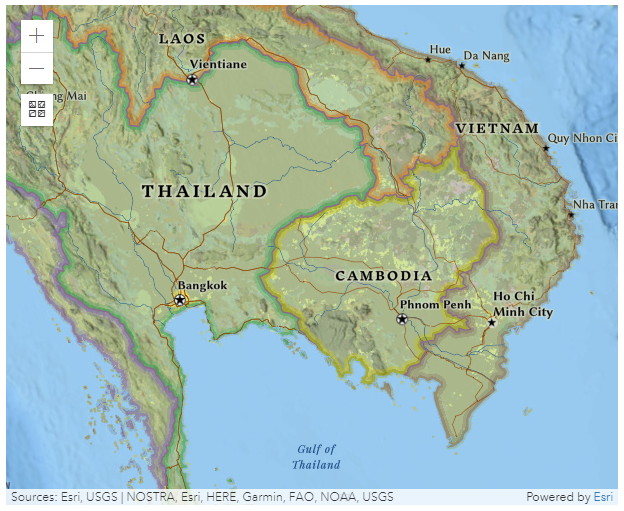 +
LAOS
Vientiane
Hue
Da Nang
−
Chang Mai
VIETNAM
Quy Nhon Ci
THAILAND
Nha Tran
CAMBODIA
Bangkok
Phnom Penh
Ho Chi
Minh City
Gulf of
Thailand
Sources: Esri, USGS | NOSTRA, Esri, HERE, Garmin, FAO, NOAA, USGS
Powered by Esri